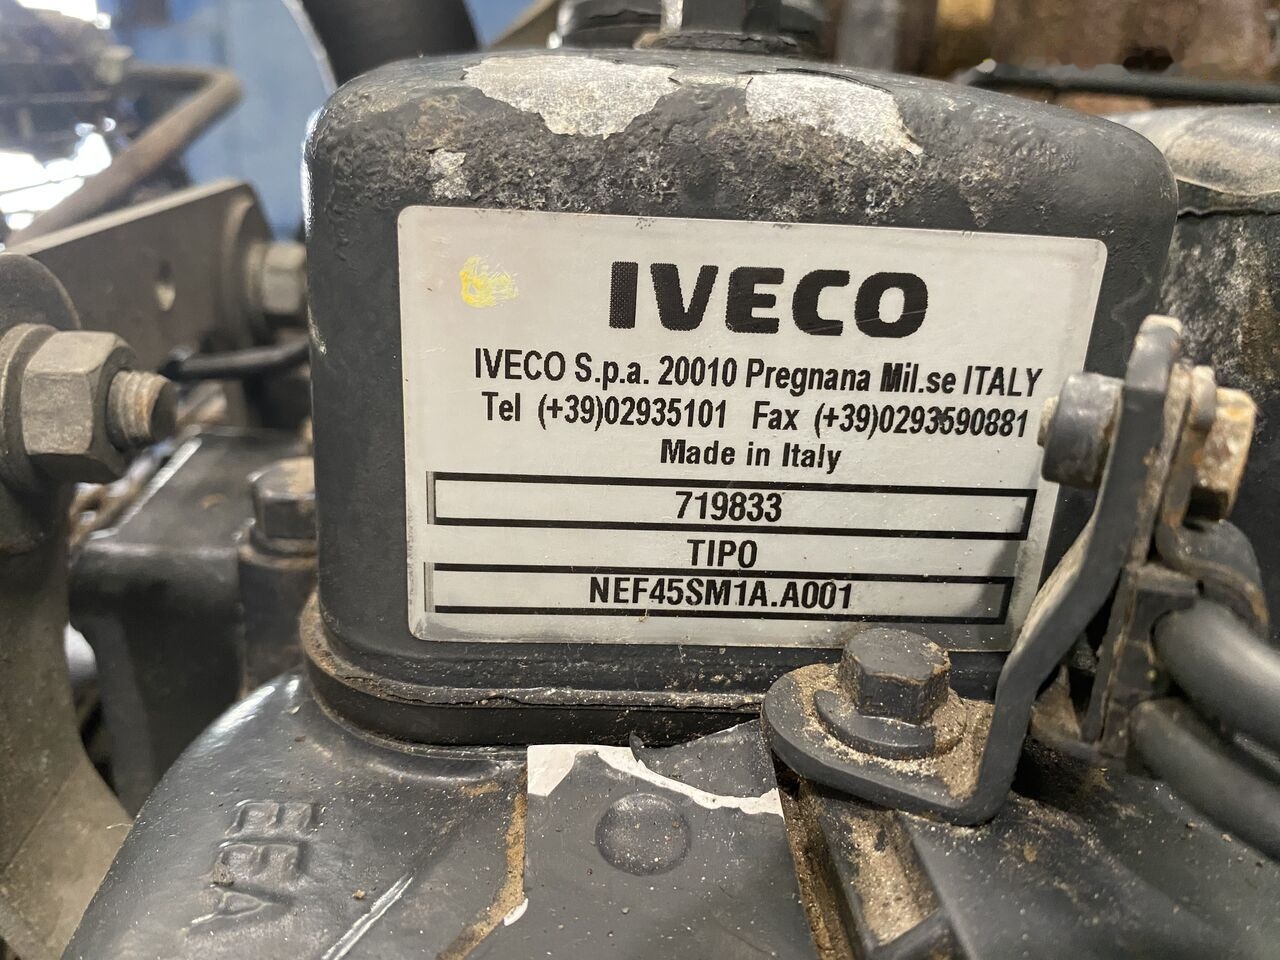 IVECO
IVECO S.p.a. 20010 Pregnana Mil.se ITALY
Tel (+39)02935101 Fax (+39)0293590881
Made in Italy
719833
TIPO
NEF45SM1A.A001